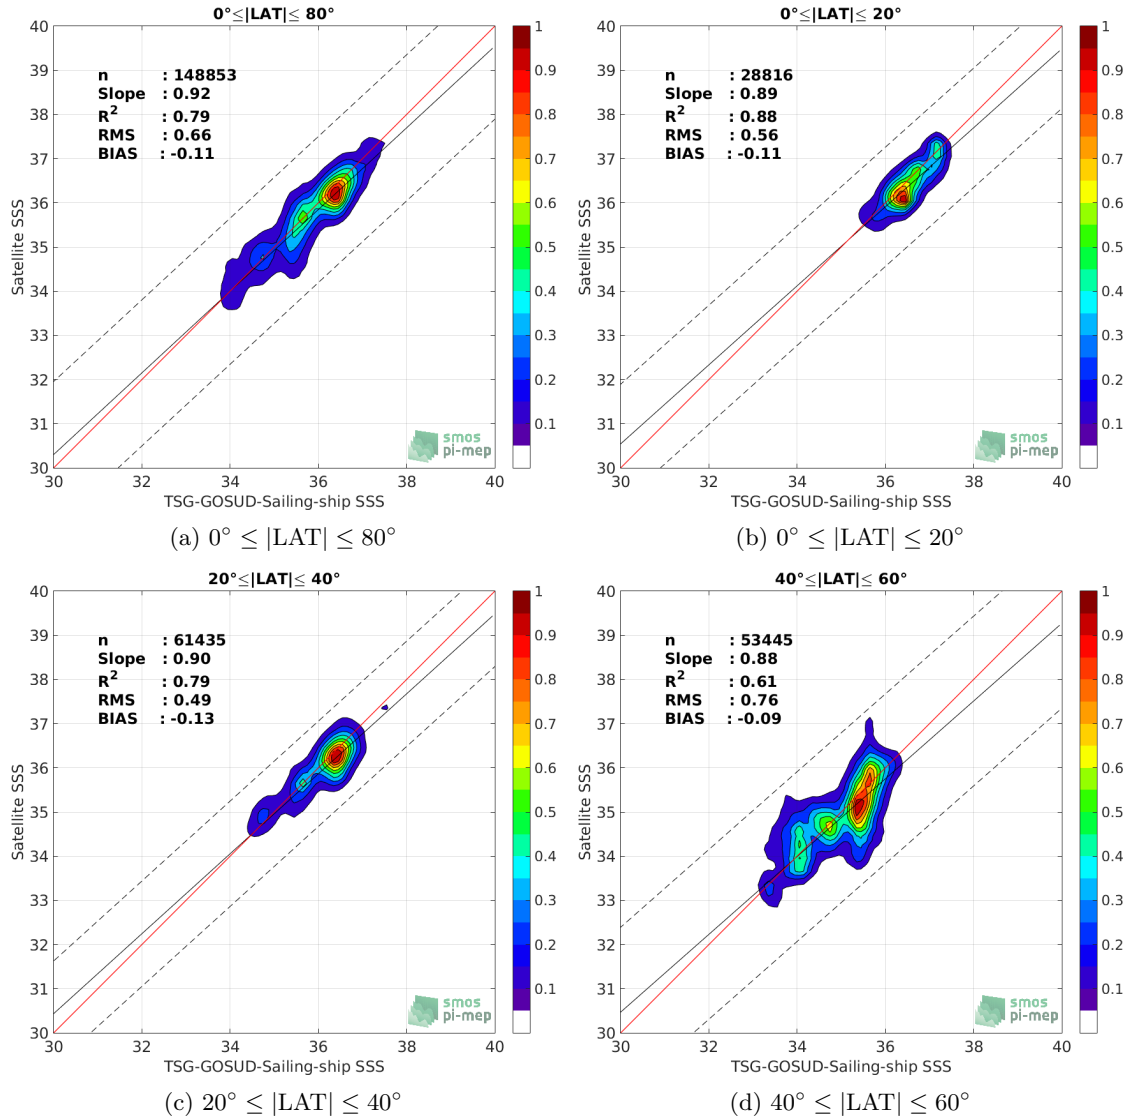 0°≤|LAT|≤ 80°
n : 148853
Slope : 0.92
R² : 0.79
RMS : 0.66
BIAS : -0.11
Satellite SSS
40
39
38
37
36
35
34
33
32
31
30
30 32 34 36 38 40
TSG-GOSUD-Sailing-ship SSS
1
0.9
0.8
0.7
0.6
0.5
0.4
0.3
0.2
0.1
smos
pi-mep
(a) 0° ≤ |LAT| ≤ 80°
0°≤|LAT|≤ 20°
n : 28816
Slope : 0.89
R² : 0.88
RMS : 0.56
BIAS : -0.11
Satellite SSS
40
39
38
37
36
35
34
33
32
31
30
30 32 34 36 38 40
TSG-GOSUD-Sailing-ship SSS
1
0.9
0.8
0.7
0.6
0.5
0.4
0.3
0.2
0.1
smos
pi-mep
(b) 0° ≤ |LAT| ≤ 20°
20°≤|LAT|≤ 40°
n : 61435
Slope : 0.90
R² : 0.79
RMS : 0.49
BIAS : -0.13
Satellite SSS
40
39
38
37
36
35
34
33
32
31
30
30 32 34 36 38 40
TSG-GOSUD-Sailing-ship SSS
1
0.9
0.8
0.7
0.6
0.5
0.4
0.3
0.2
0.1
smos
pi-mep
(c) 20° ≤ |LAT| ≤ 40°
40°≤|LAT|≤ 60°
n : 53445
Slope : 0.88
R² : 0.61
RMS : 0.76
BIAS : -0.09
Satellite SSS
40
39
38
37
36
35
34
33
32
31
30
30 32 34 36 38 40
TSG-GOSUD-Sailing-ship SSS
1
0.9
0.8
0.7
0.6
0.5
0.4
0.3
0.2
0.1
smos
pi-mep
(d) 40° ≤ |LAT| ≤ 60°